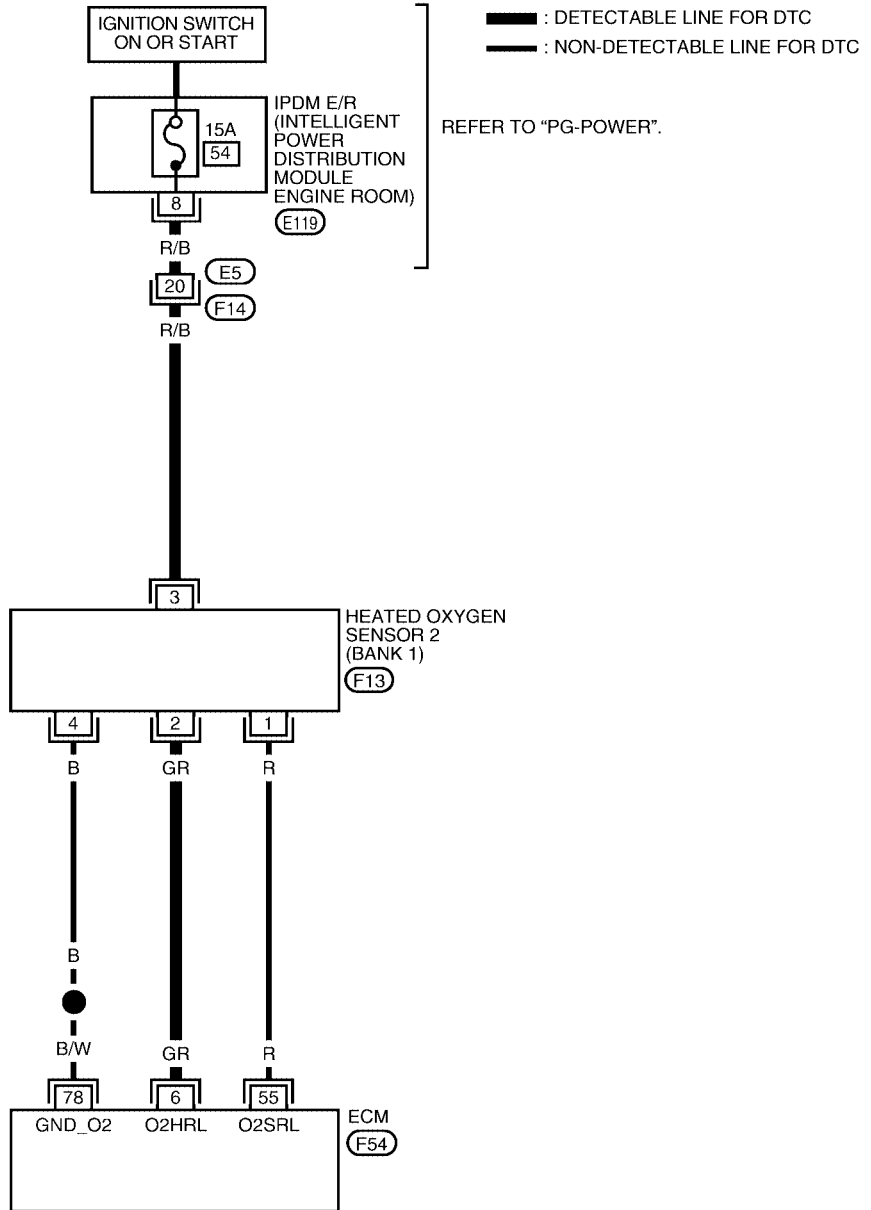 IGNITION SWITCH
ON OR START
: DETECTABLE LINE FOR DTC
: NON-DETECTABLE LINE FOR DTC
15A
54
IPDM E/R
(INTELLIGENT
POWER
DISTRIBUTION
MODULE
ENGINE ROOM)
E119
REFER TO “PG-POWER”.
8
R/B
E5
20
F14
R/B
3
HEATED OXYGEN
SENSOR 2
(BANK 1)
F13
4 2 1
B GR R
B
B/W GR R
78 6 55
GND_O2 O2HRL O2SRL
ECM
F54